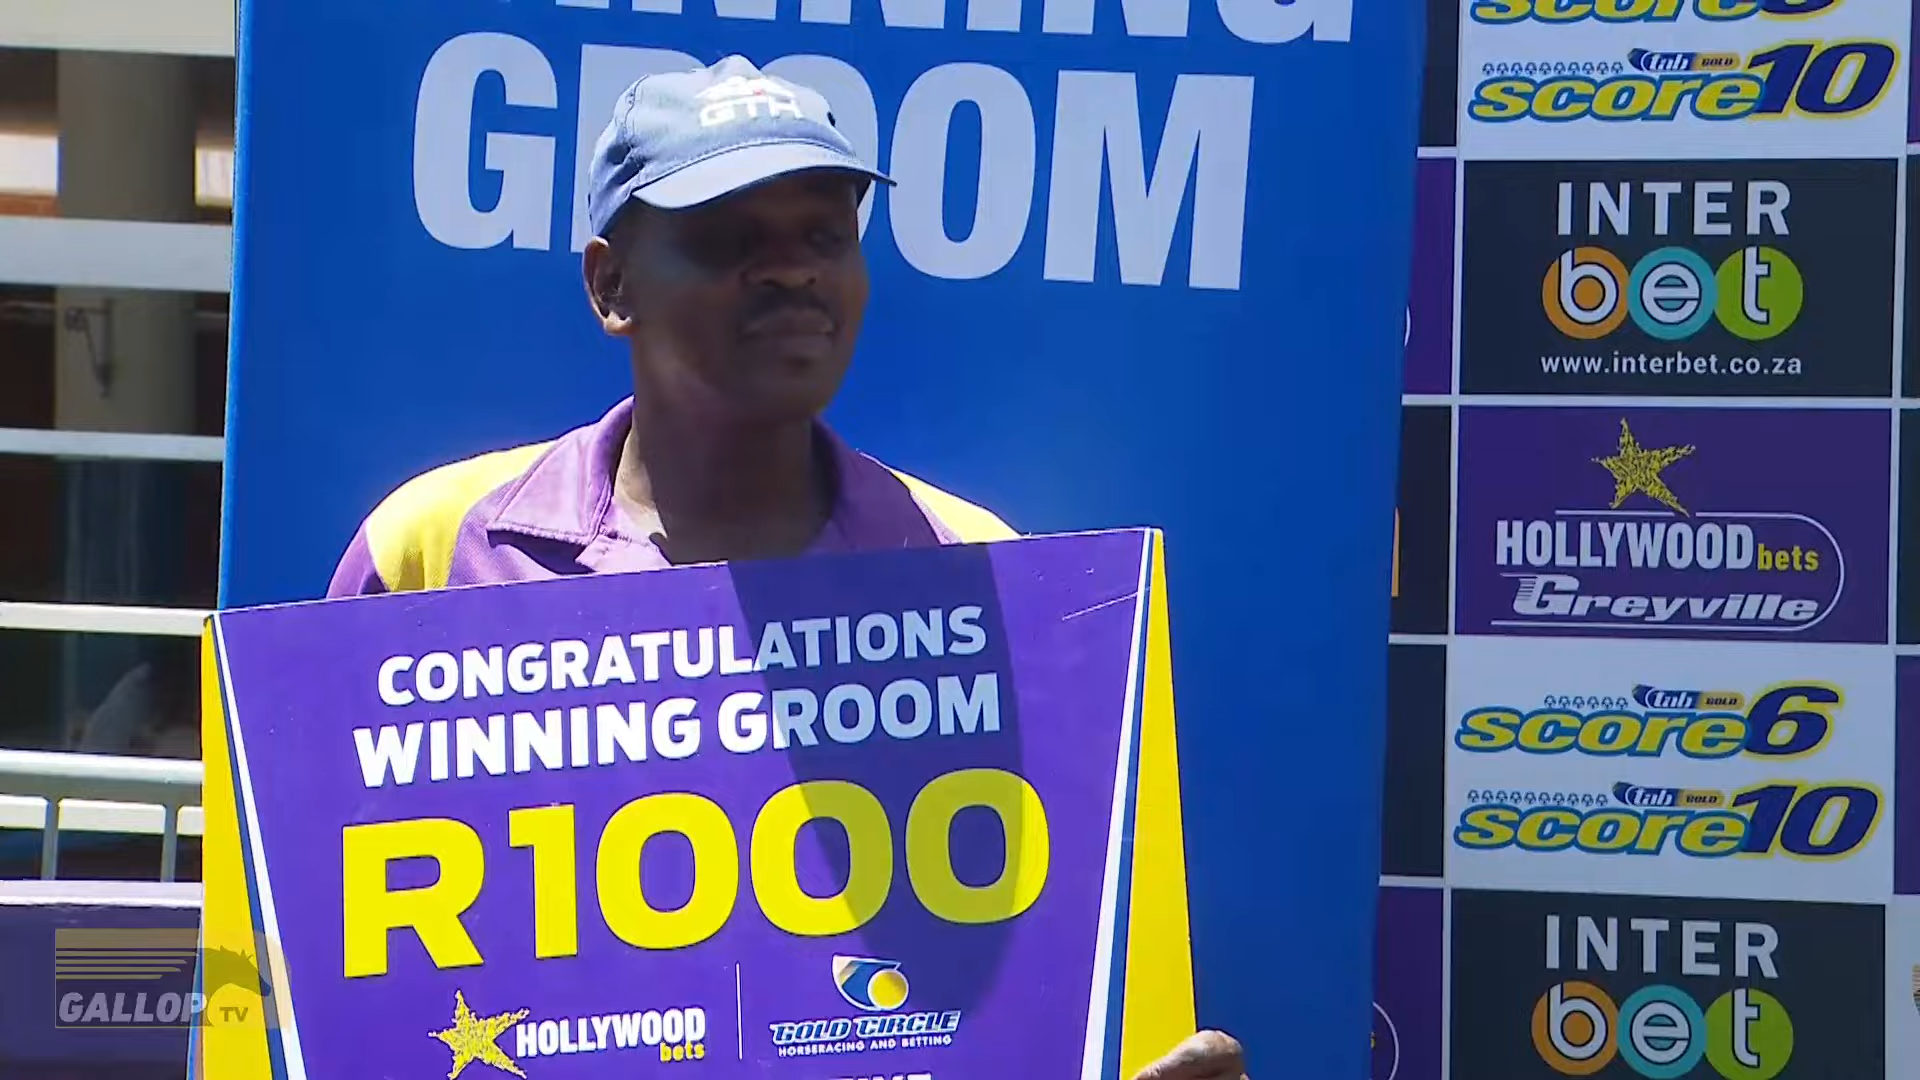 WINNING
GROOM
GTH
CONGRATULATIONS
WINNING GROOM
R1000
HOLLYWOOD
bets
GOLD CIRCLE
HORSERACING AND BETTING
score6
tab GOLD
score10
INTER
bet
www.interbet.co.za
HOLLYWOODbets
Greyville
tab GOLD
score6
tab GOLD
score10
INTER
bet
GALLOP TV